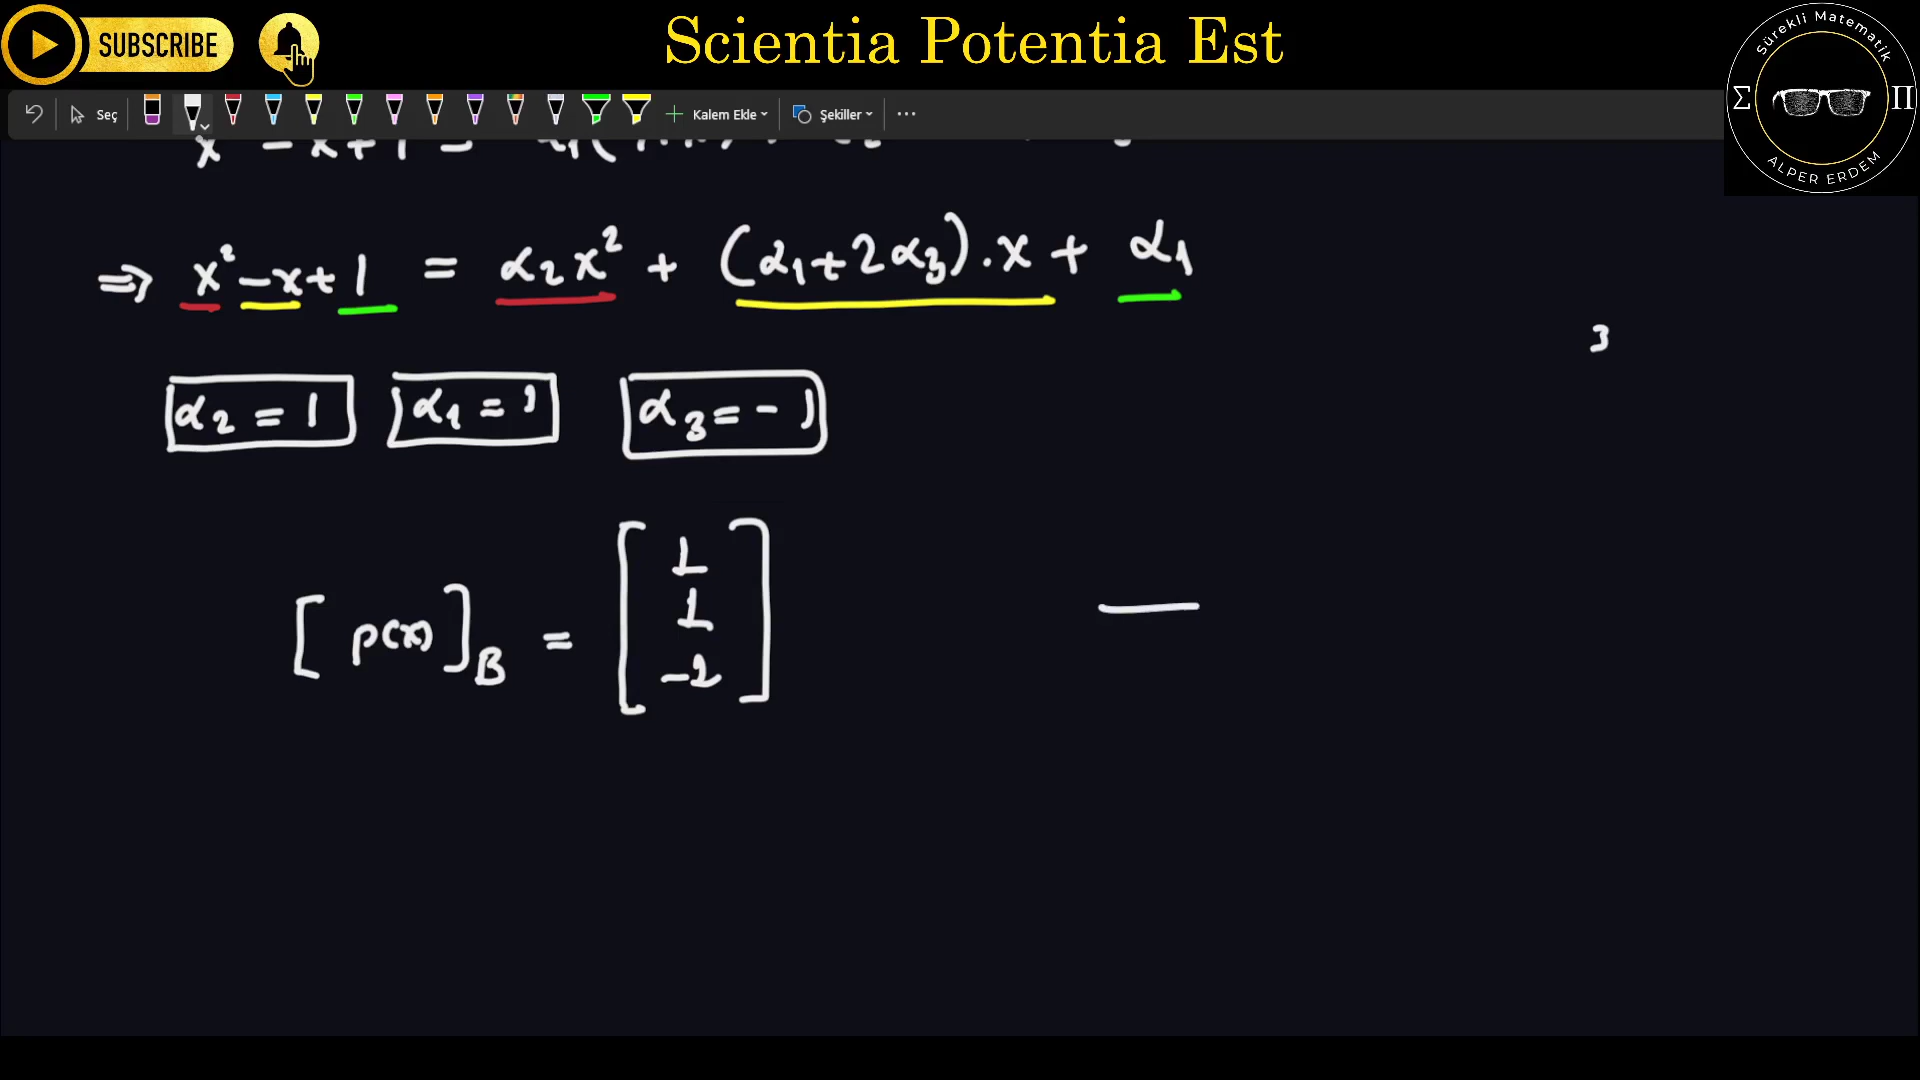 SUBSCRIBE
Scientia Potentia Est
Sürekli Matematik
Σ Π
ALPER ERDEM
Seç
Kalem Ekle
Şekiller
⇒ x² - x + 1 = α₂x² + (α₁ + 2α₃).x + α₁
3
α₂ = 1 α₁ = 1 α₃ = - 1
[p(x)]_B = [1 1 -2]